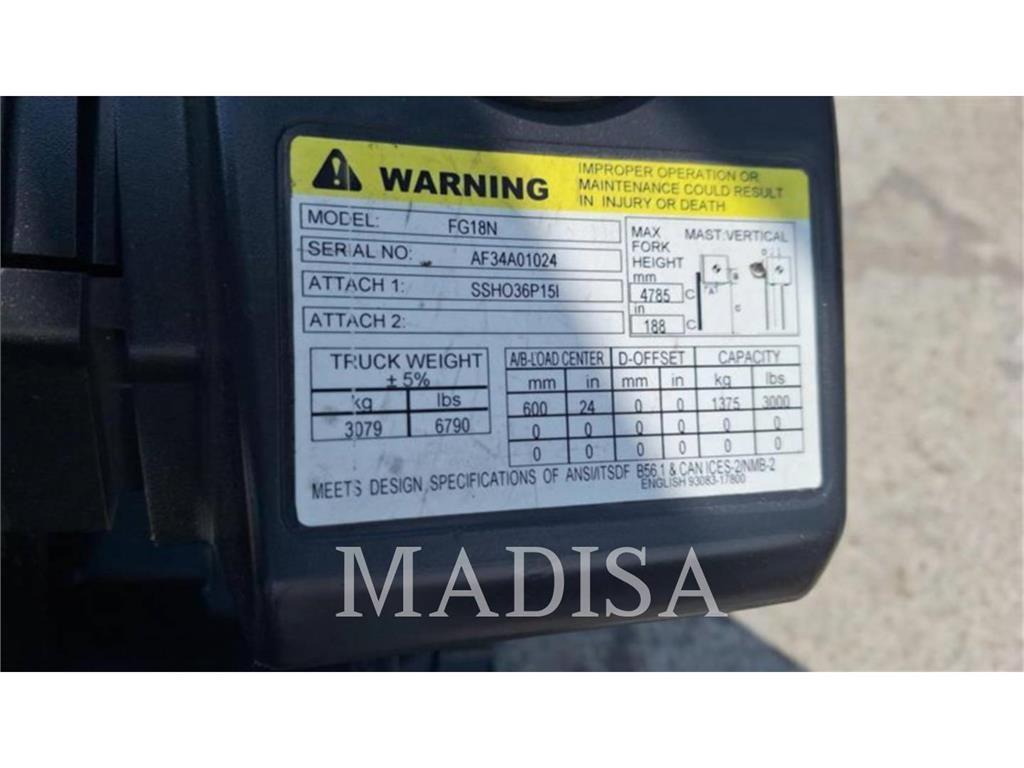 WARNING
IMPROPER OPERATION OR
MAINTENANCE COULD RESULT
IN INJURY OR DEATH
MODEL: FG18N
SERIAL NO: AF34A01024
ATTACH 1: SSHO36P15I
ATTACH 2:
MAX MAST:VERTICAL
FORK
HEIGHT
mm
4785 C
in
188 C
TRUCK WEIGHT
± 5%
kg lbs
3079 6790
A/B-LOAD CENTER D-OFFSET CAPACITY
mm in mm in kg lbs
600 24 0 0 1375 3000
0 0 0 0 0 0
0 0 0 0 0 0
MEETS DESIGN SPECIFICATIONS OF ANSI/ITSDF B56.1 & CAN ICES-2/NMB-2
ENGLISH 93083-17800
MADISA